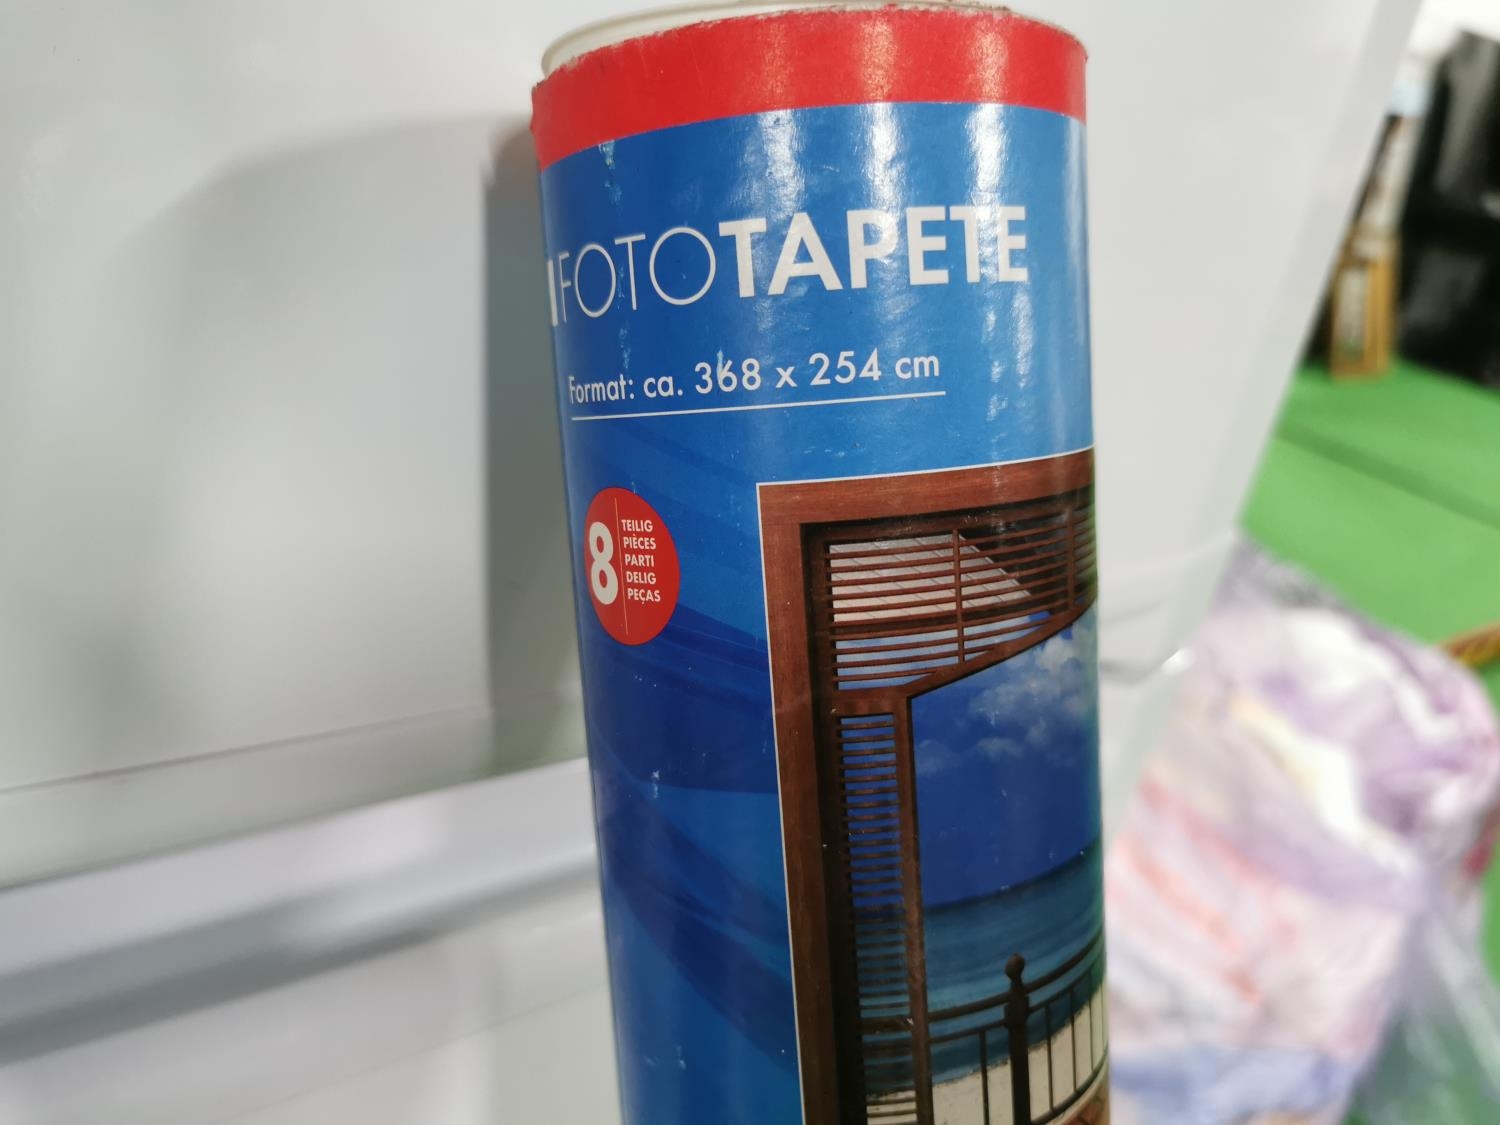 FOTOTAPETE
Format: ca. 368 x 254 cm
8
TEILIG
PIÈCES
PARTI
DELIG
PEÇAS